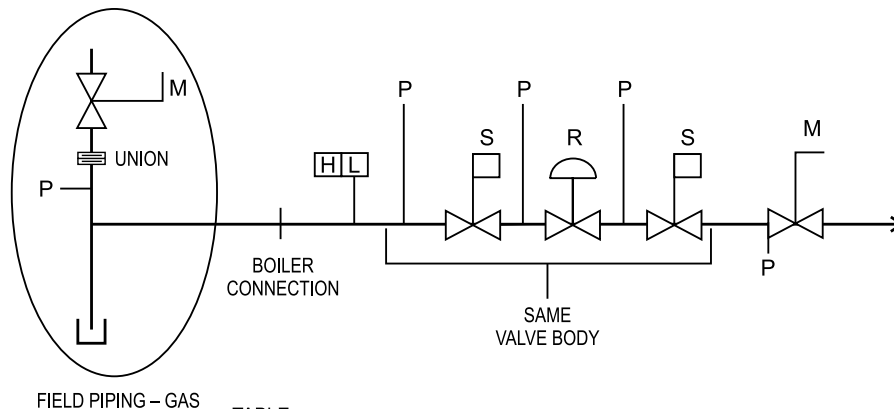 M
UNION
P
H L
P
S
P
R
P
S
M
P
BOILER
CONNECTION
SAME
VALVE BODY
FIELD PIPING – GAS